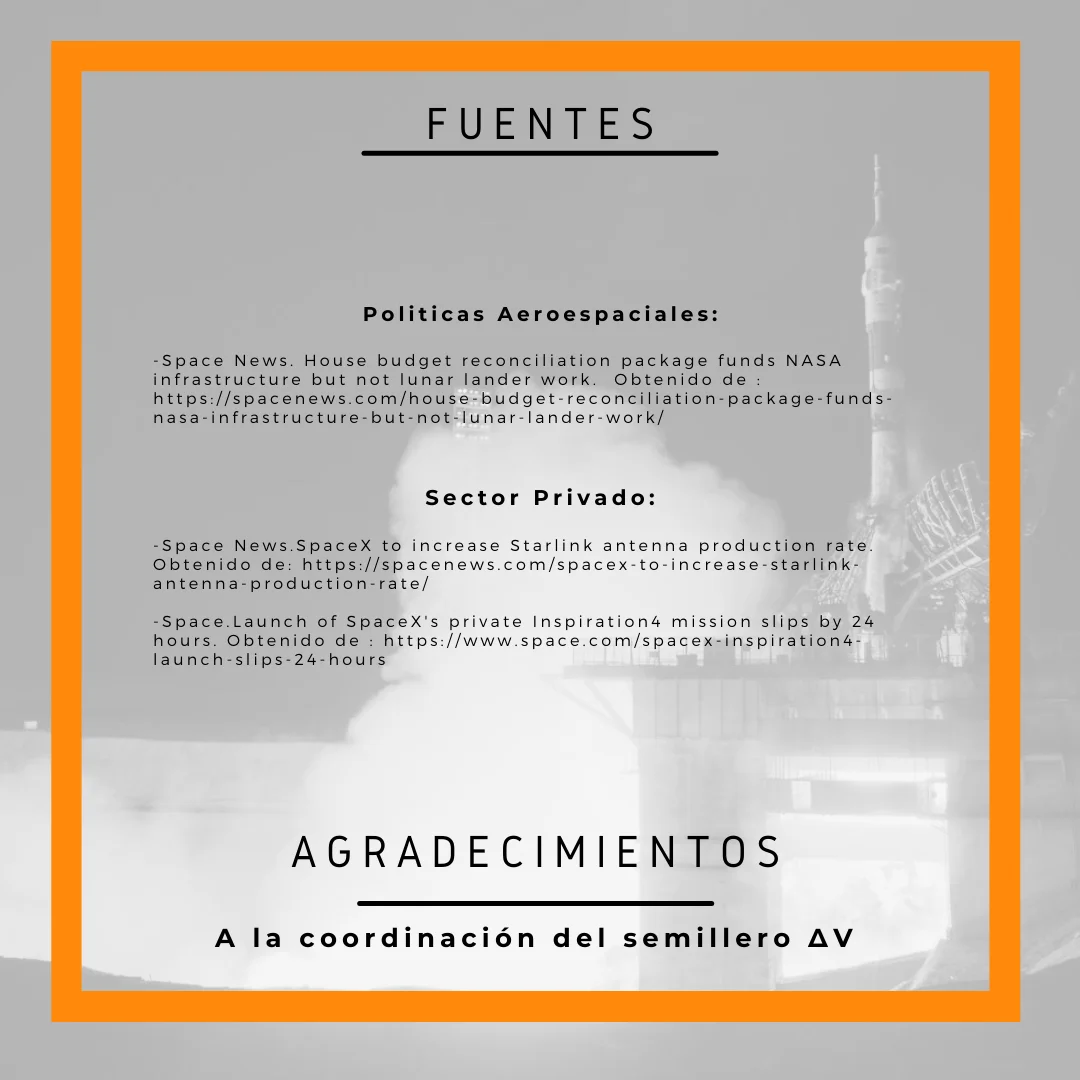 FUENTES
Politicas Aeroespaciales:
-Space News. House budget reconciliation package funds NASA
infrastructure but not lunar lander work.  Obtenido de :
https://spacenews.com/house-budget-reconciliation-package-funds-
nasa-infrastructure-but-not-lunar-lander-work/
Sector Privado:
-Space News.SpaceX to increase Starlink antenna production rate.
Obtenido de: https://spacenews.com/spacex-to-increase-starlink-
antenna-production-rate/
-Space.Launch of SpaceX's private Inspiration4 mission slips by 24
hours. Obtenido de : https://www.space.com/spacex-inspiration4-
launch-slips-24-hours
AGRADECIMIENTOS
A la coordinación del semillero ΔV